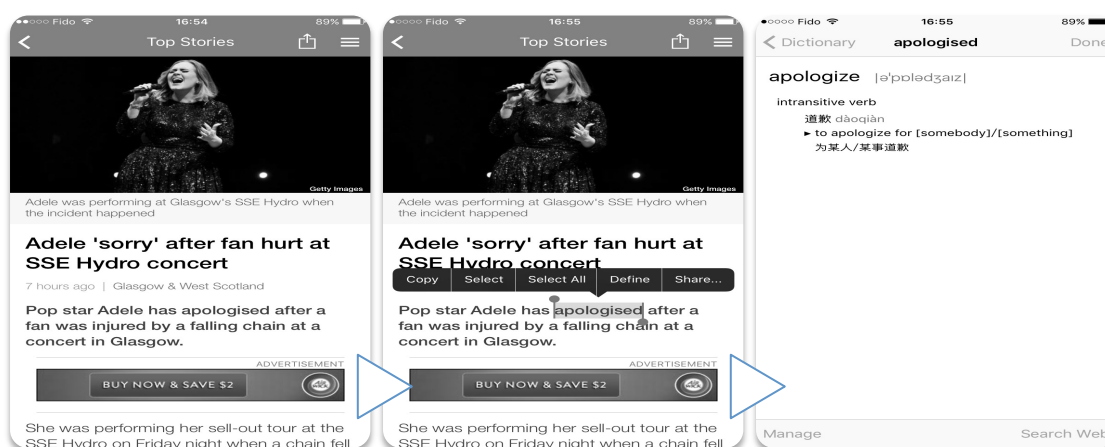 ●●○○○ Fido 16:54 89%
Top Stories
Getty Images
Adele was performing at Glasgow's SSE Hydro when
the incident happened
Adele 'sorry' after fan hurt at
SSE Hydro concert
7 hours ago | Glasgow & West Scotland
Pop star Adele has apologised after a
fan was injured by a falling chain at a
concert in Glasgow.
ADVERTISEMENT
BUY NOW & SAVE $2
She was performing her sell-out tour at the
SSE Hydro on Friday night when a chain fell
●○○○○ Fido 16:55 89%
Top Stories
Getty Images
Adele was performing at Glasgow's SSE Hydro when
the incident happened
Adele 'sorry' after fan hurt at
SSE Hydro concert
Copy Select Select All Define Share...
Pop star Adele has apologised after a
fan was injured by a falling chain at a
concert in Glasgow.
ADVERTISEMENT
BUY NOW & SAVE $2
She was performing her sell-out tour at the
SSE Hydro on Friday night when a chain fell
●○○○○ Fido 16:55 89%
Dictionary apologised Done
apologize |əˈpɒlədʒaɪz|
intransitive verb
道歉 dàoqiàn
► to apologize for [somebody]/[something]
为某人/某事道歉
Manage Search Web